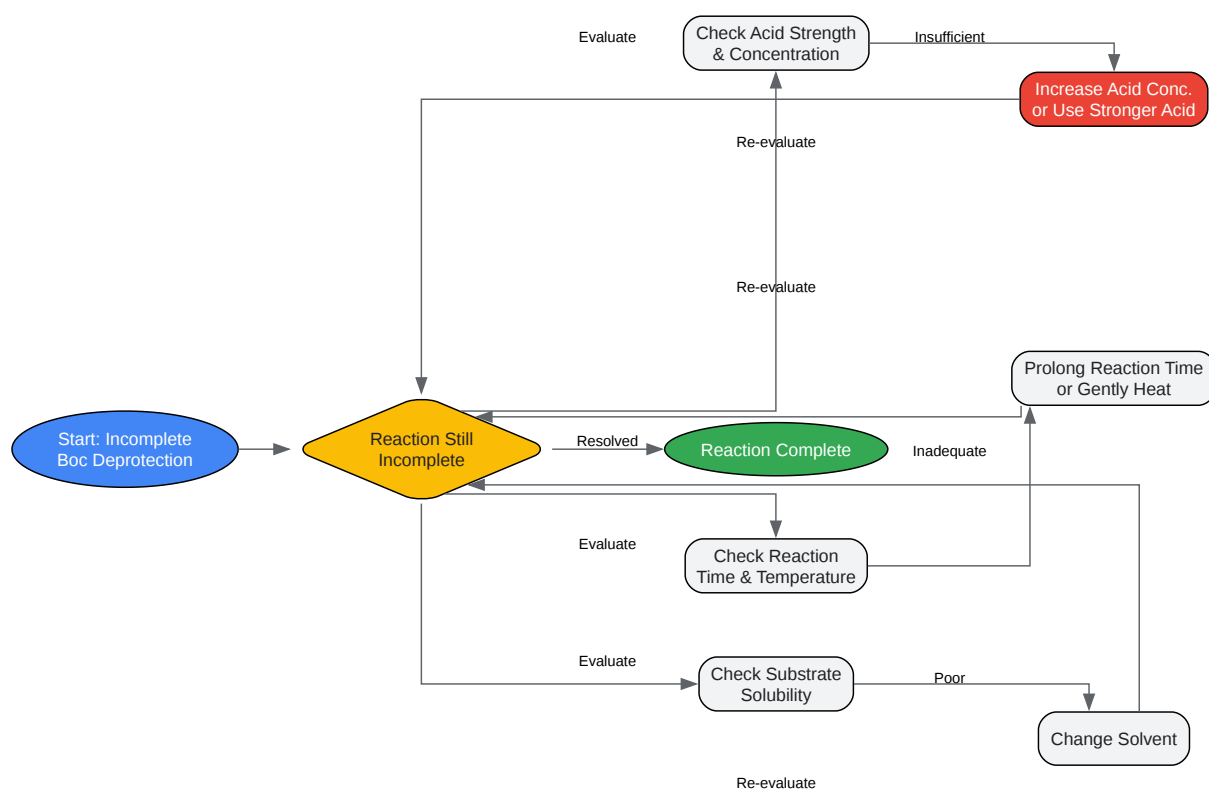 Evaluate
Check Acid Strength
& Concentration
Insufficient
Increase Acid Conc.
or Use Stronger Acid
Re-evaluate
Re-evaluate
Prolong Reaction Time
or Gently Heat
Start: Incomplete
Boc Deprotection
Reaction Still
Incomplete
Resolved
Reaction Complete
Inadequate
Evaluate
Check Reaction
Time & Temperature
Evaluate
Check Substrate
Solubility
Poor
Change Solvent
Re-evaluate